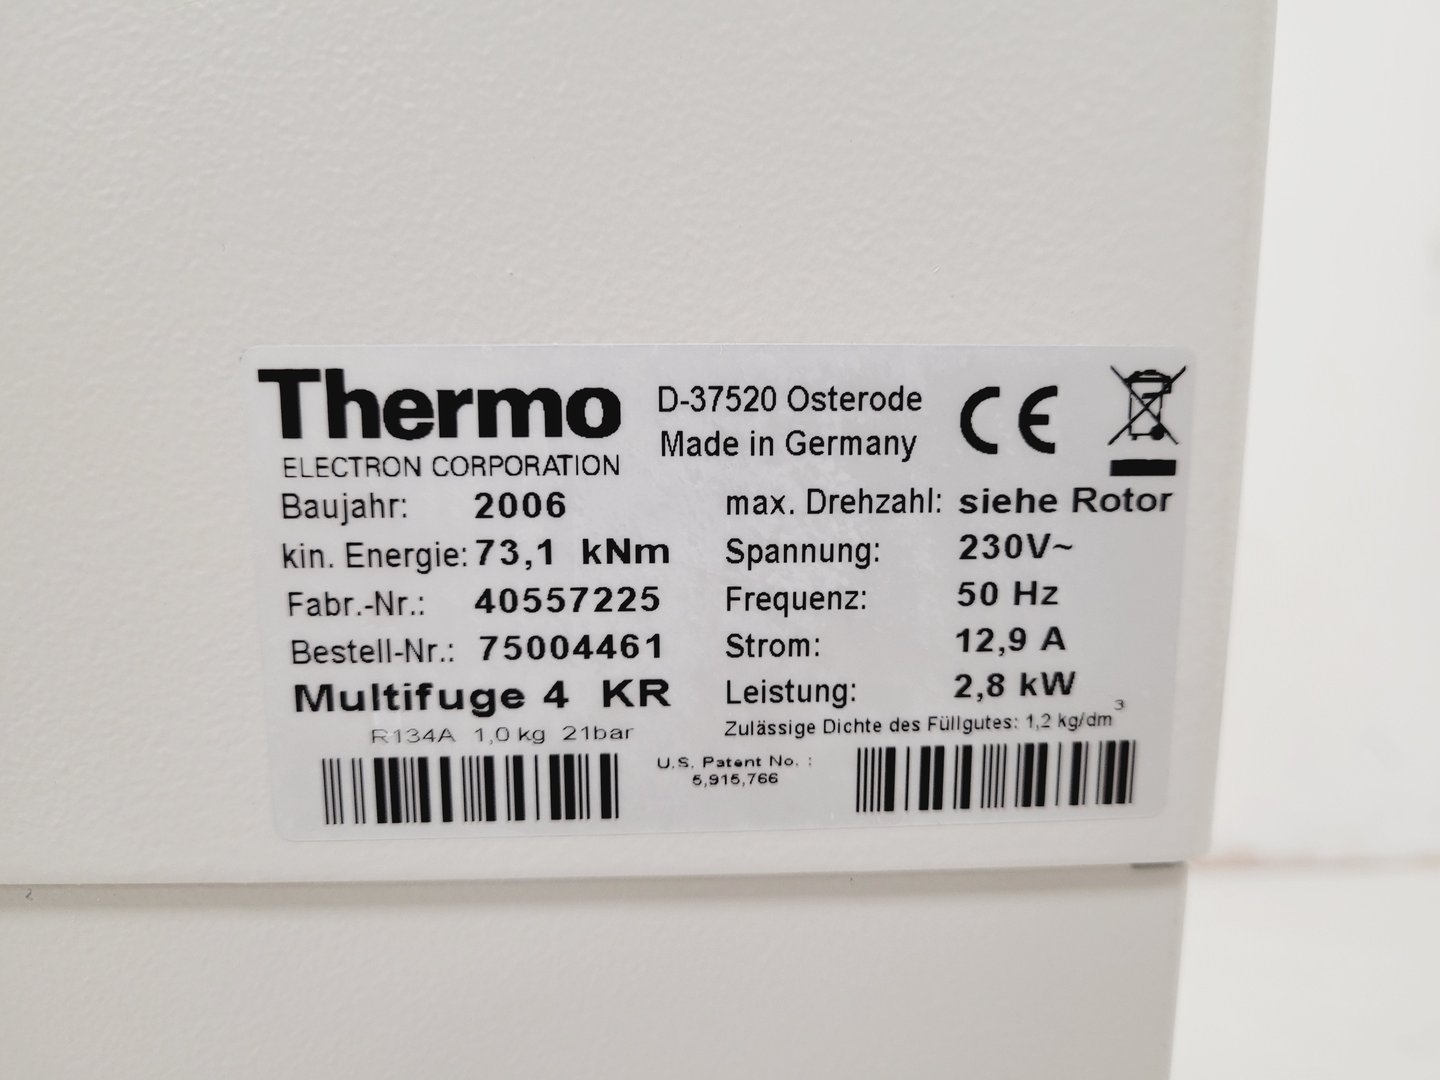 Thermo
ELECTRON CORPORATION
D-37520 Osterode
Made in Germany
CE
Baujahr: 2006
kin. Energie: 73,1 kNm
Fabr.-Nr.: 40557225
Bestell-Nr.: 75004461
Multifuge 4 KR
R134A 1,0 kg 21bar
max. Drehzahl: siehe Rotor
Spannung: 230V~
Frequenz: 50 Hz
Strom: 12,9 A
Leistung: 2,8 kW
Zulässige Dichte des Füllgutes: 1,2 kg/dm³
U.S. Patent No. :
5,915,766